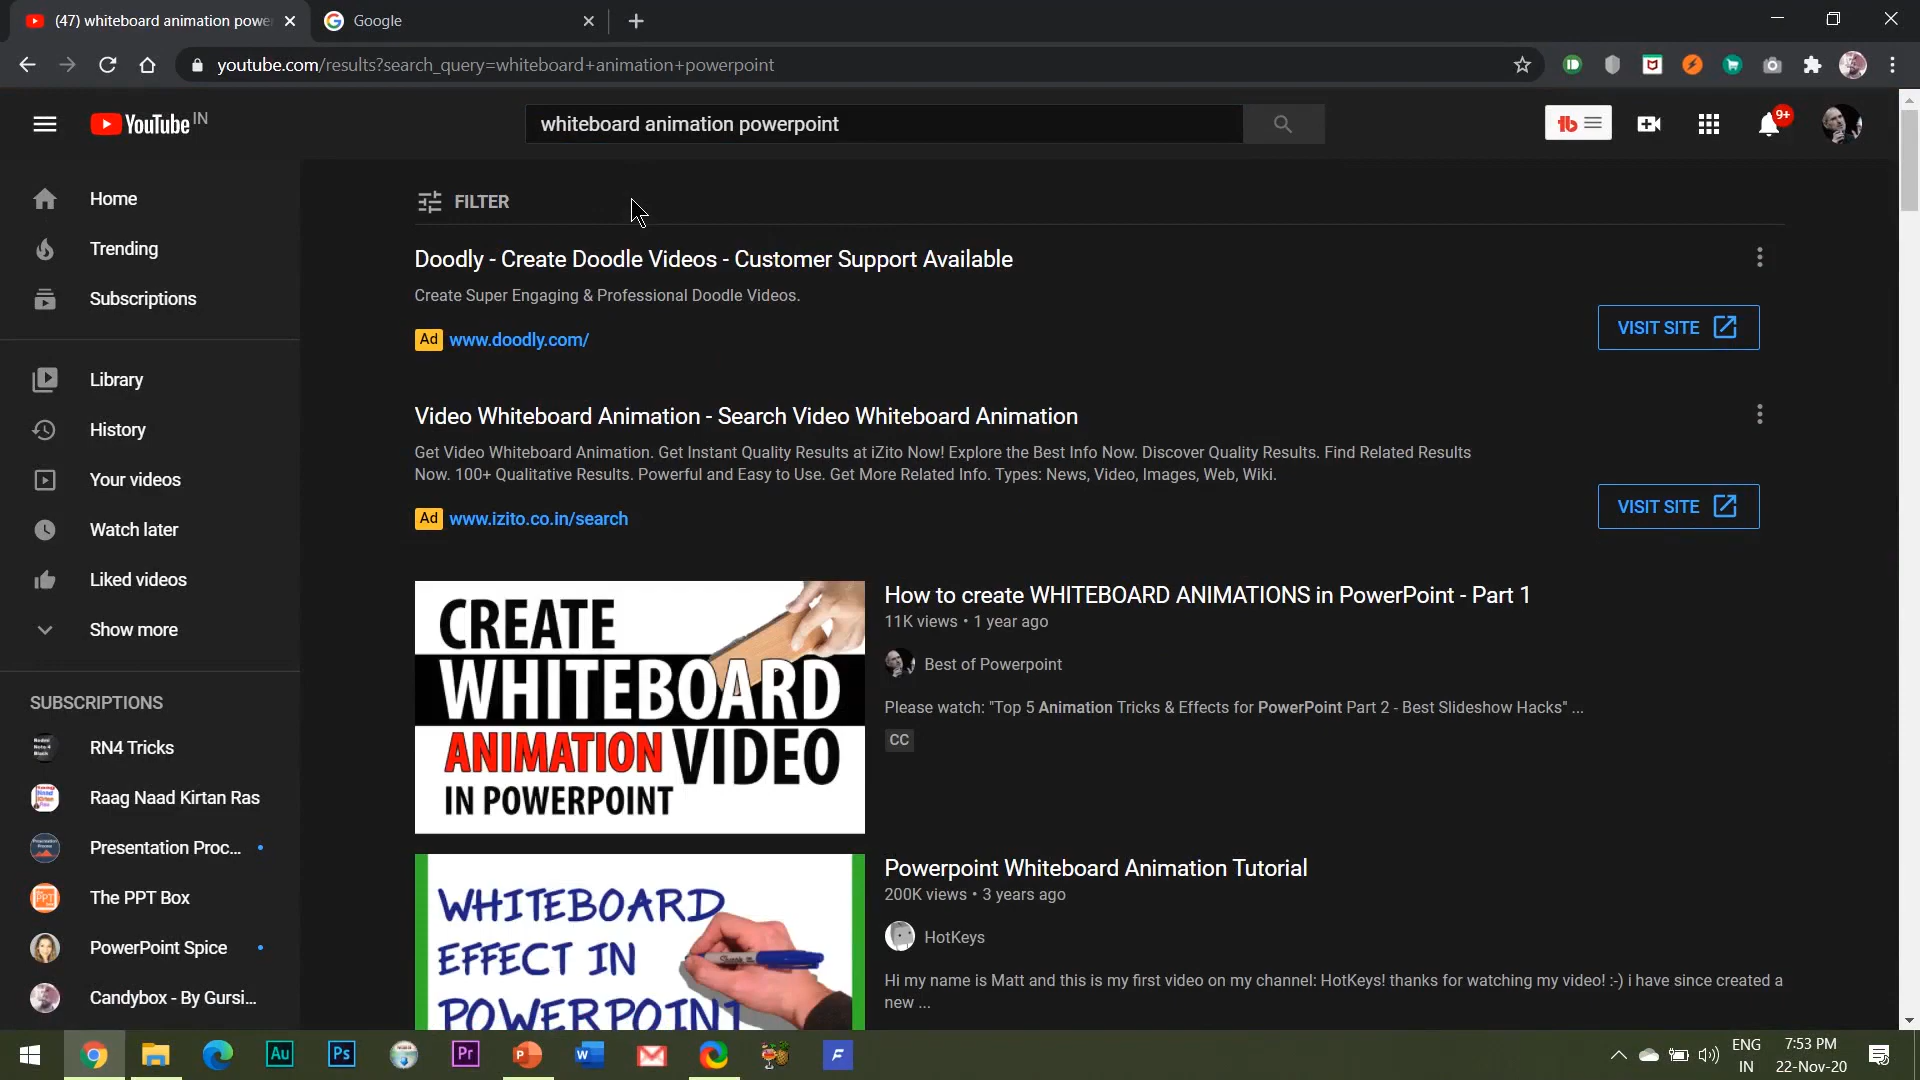 (47) whiteboard animation powe
Google
youtube.com/results?search_query=whiteboard+animation+powerpoint
YouTube IN
whiteboard animation powerpoint
9+
Home
Trending
Subscriptions
Library
History
Your videos
Watch later
Liked videos
Show more
SUBSCRIPTIONS
RN4 Tricks
Raag Naad Kirtan Ras
Presentation Proc...
The PPT Box
PowerPoint Spice
Candybox - By Gursi...
FILTER
Doodly - Create Doodle Videos - Customer Support Available
Create Super Engaging & Professional Doodle Videos.
Ad www.doodly.com/
VISIT SITE
Video Whiteboard Animation - Search Video Whiteboard Animation
Get Video Whiteboard Animation. Get Instant Quality Results at iZito Now! Explore the Best Info Now. Discover Quality Results. Find Related Results
Now. 100+ Qualitative Results. Powerful and Easy to Use. Get More Related Info. Types: News, Video, Images, Web, Wiki.
Ad www.izito.co.in/search
VISIT SITE
CREATE
WHITEBOARD
ANIMATION VIDEO
IN POWERPOINT
How to create WHITEBOARD ANIMATIONS in PowerPoint - Part 1
11K views • 1 year ago
Best of Powerpoint
Please watch: "Top 5 Animation Tricks & Effects for PowerPoint Part 2 - Best Slideshow Hacks" ...
CC
WHITEBOARD
EFFECT IN
POWERPOINT
Powerpoint Whiteboard Animation Tutorial
200K views • 3 years ago
HotKeys
Hi my name is Matt and this is my first video on my channel: HotKeys! thanks for watching my video! :-) i have since created a
new ...
Au
Ps
Pr
ENG
IN
7:53 PM
22-Nov-20